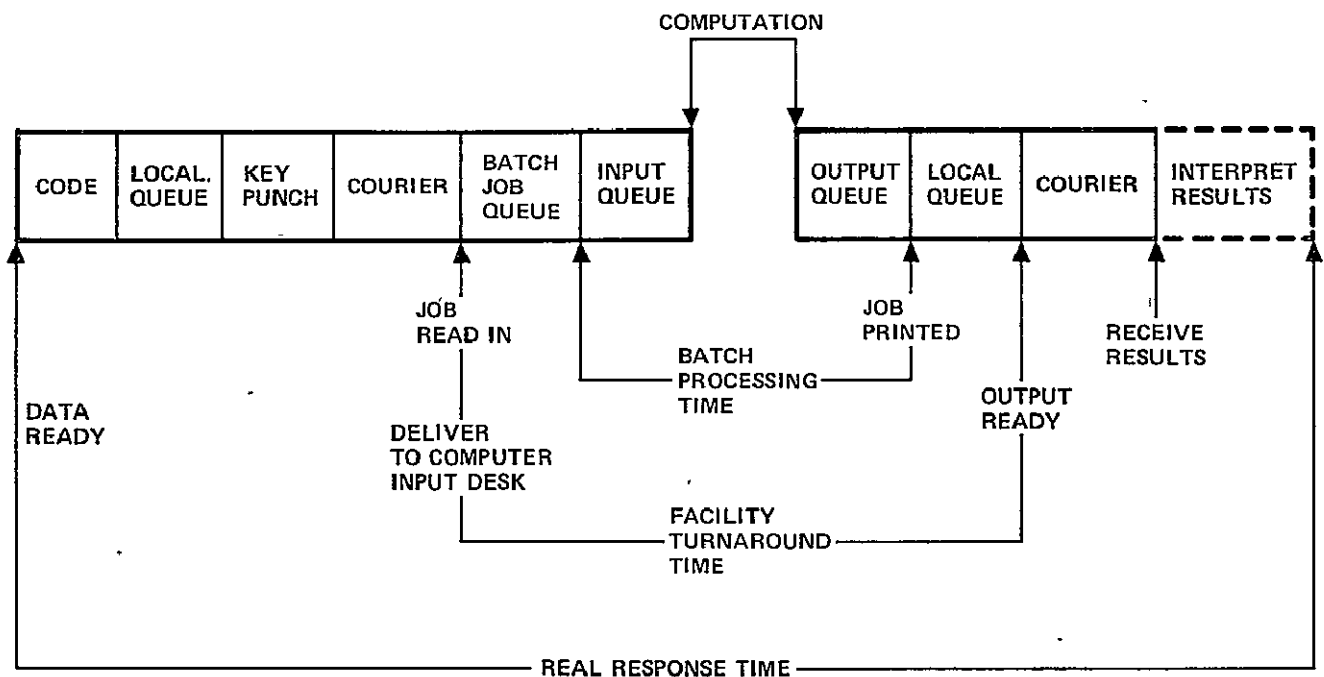 COMPUTATION
CODE
LOCAL.
QUEUE
KEY
PUNCH
COURIER
BATCH
JOB
QUEUE
INPUT
QUEUE
OUTPUT
QUEUE
LOCAL
QUEUE
COURIER
INTERPRET
RESULTS
JOB
READ IN
JOB
PRINTED
RECEIVE
RESULTS
BATCH
PROCESSING
TIME
DATA
READY
OUTPUT
READY
DELIVER
TO COMPUTER
INPUT DESK
FACILITY
TURNAROUND
TIME
REAL RESPONSE TIME